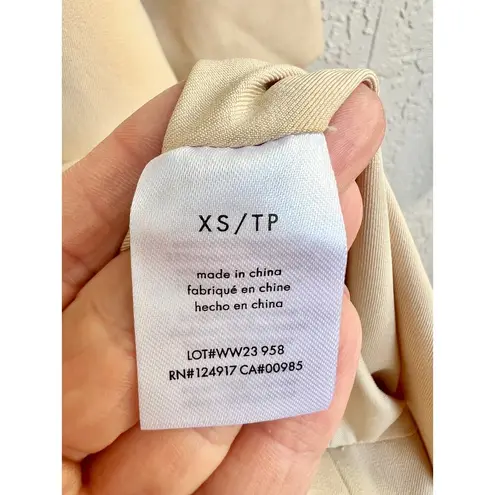 XS/TP
made in china
fabriqué en chine
hecho en china
LOT#WW23 958
RN#124917 CA#00985